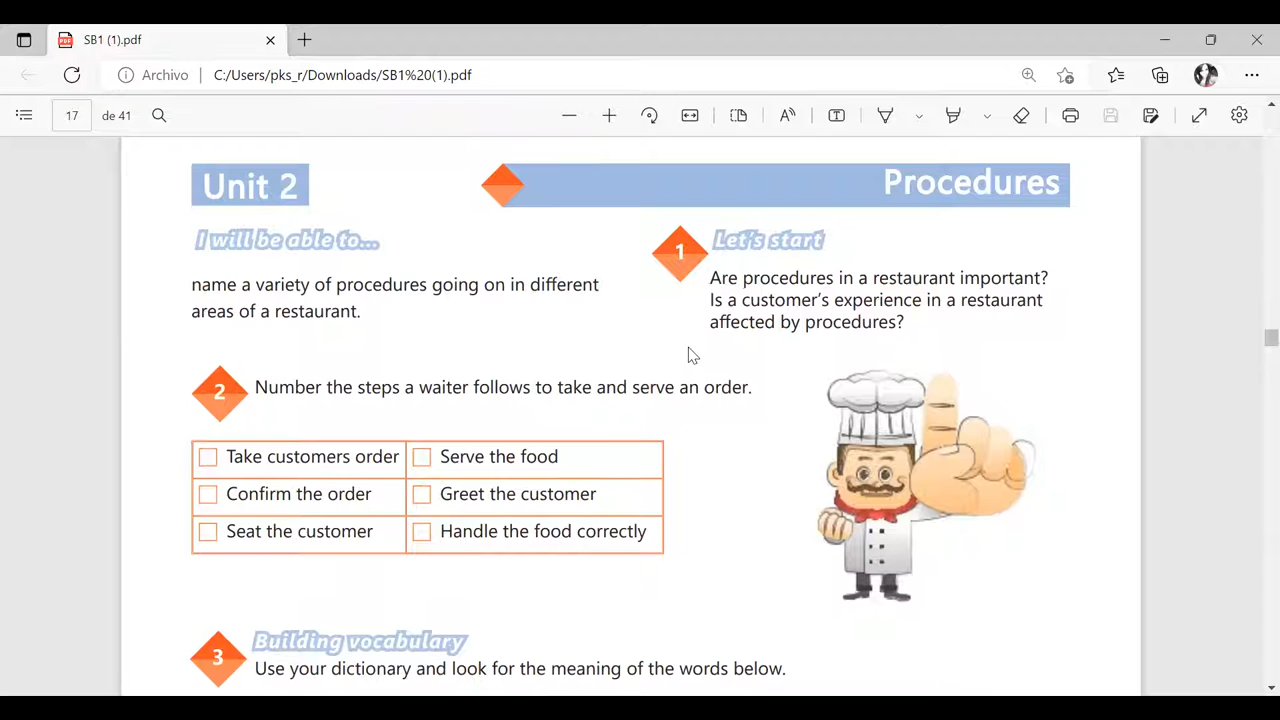 SB1 (1).pdf
Archivo C:/Users/pks_r/Downloads/SB1%20(1).pdf
17 de 41
Unit 2 Procedures
I will be able to...
name a variety of procedures going on in different
areas of a restaurant.
1 Let's start
Are procedures in a restaurant important?
Is a customer's experience in a restaurant
affected by procedures?
2 Number the steps a waiter follows to take and serve an order.
Take customers order Serve the food
Confirm the order Greet the customer
Seat the customer Handle the food correctly
3 Building vocabulary
Use your dictionary and look for the meaning of the words below.